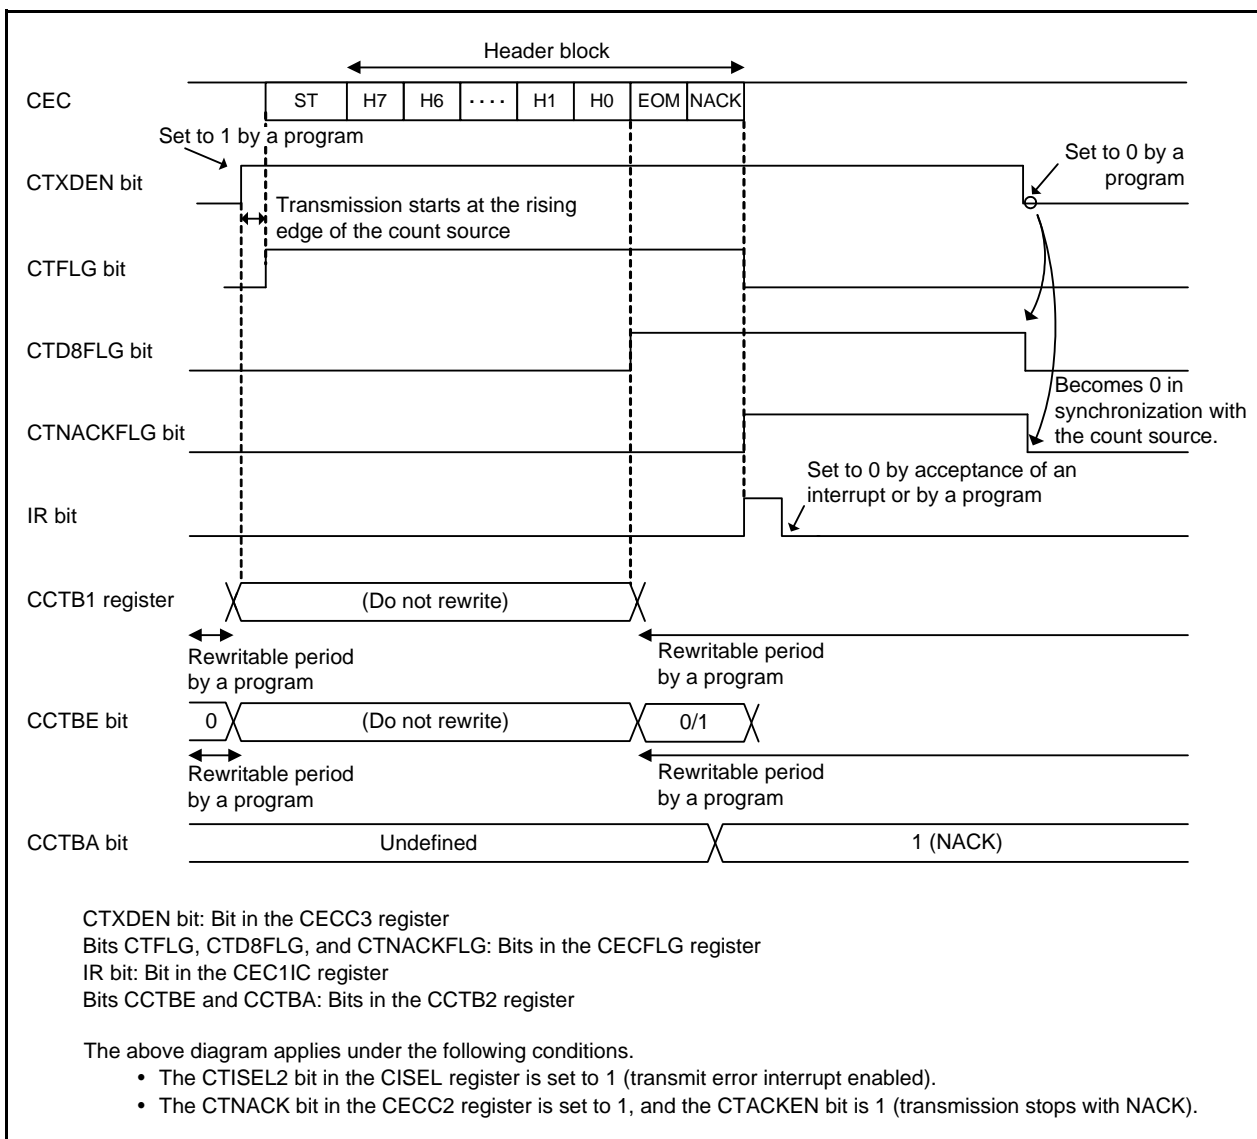 Header block
CEC
ST H7 H6 ···· H1 H0 EOM NACK
Set to 1 by a program
Set to 0 by a
program
CTXDEN bit
Transmission starts at the rising
edge of the count source
CTFLG bit
CTD8FLG bit
Becomes 0 in
synchronization with
the count source.
CTNACKFLG bit
Set to 0 by acceptance of an
interrupt or by a program
IR bit
CCTB1 register
(Do not rewrite)
Rewritable period
by a program
Rewritable period
by a program
CCTBE bit
0 (Do not rewrite) 0/1
Rewritable period
by a program
Rewritable period
by a program
CCTBA bit
Undefined 1 (NACK)
CTXDEN bit: Bit in the CECC3 register
Bits CTFLG, CTD8FLG, and CTNACKFLG: Bits in the CECFLG register
IR bit: Bit in the CEC1IC register
Bits CCTBE and CCTBA: Bits in the CCTB2 register
The above diagram applies under the following conditions.
• The CTISEL2 bit in the CISEL register is set to 1 (transmit error interrupt enabled).
• The CTNACK bit in the CECC2 register is set to 1, and the CTACKEN bit is 1 (transmission stops with NACK).